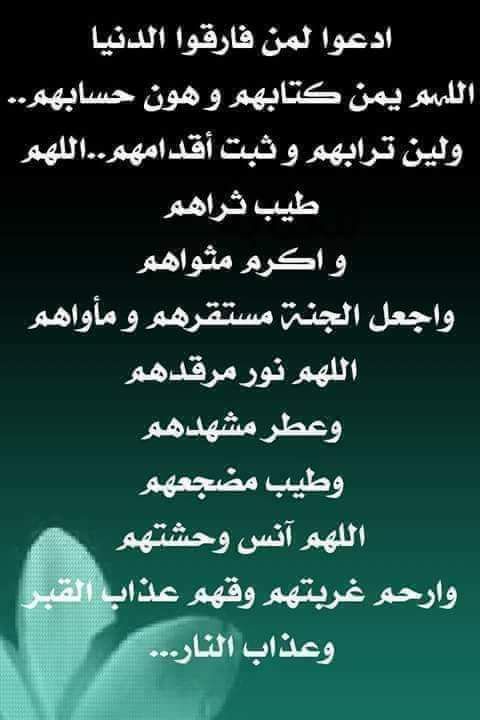 ادعوا لمن فارقوا الدنيا
اللهم يمن كتابهم و هون حسابهم..
ولين ترابهم و ثبت أقدامهم..اللهم
طيب ثراهم
و اكرم مثواهم
واجعل الجنة مستقرهم و مأواهم
اللهم نور مرقدهم
وعطر مشهدهم
وطيب مضجعهم
اللهم آنس وحشتهم
وارحم غربتهم وقهم عذاب القبر
وعذاب النار...